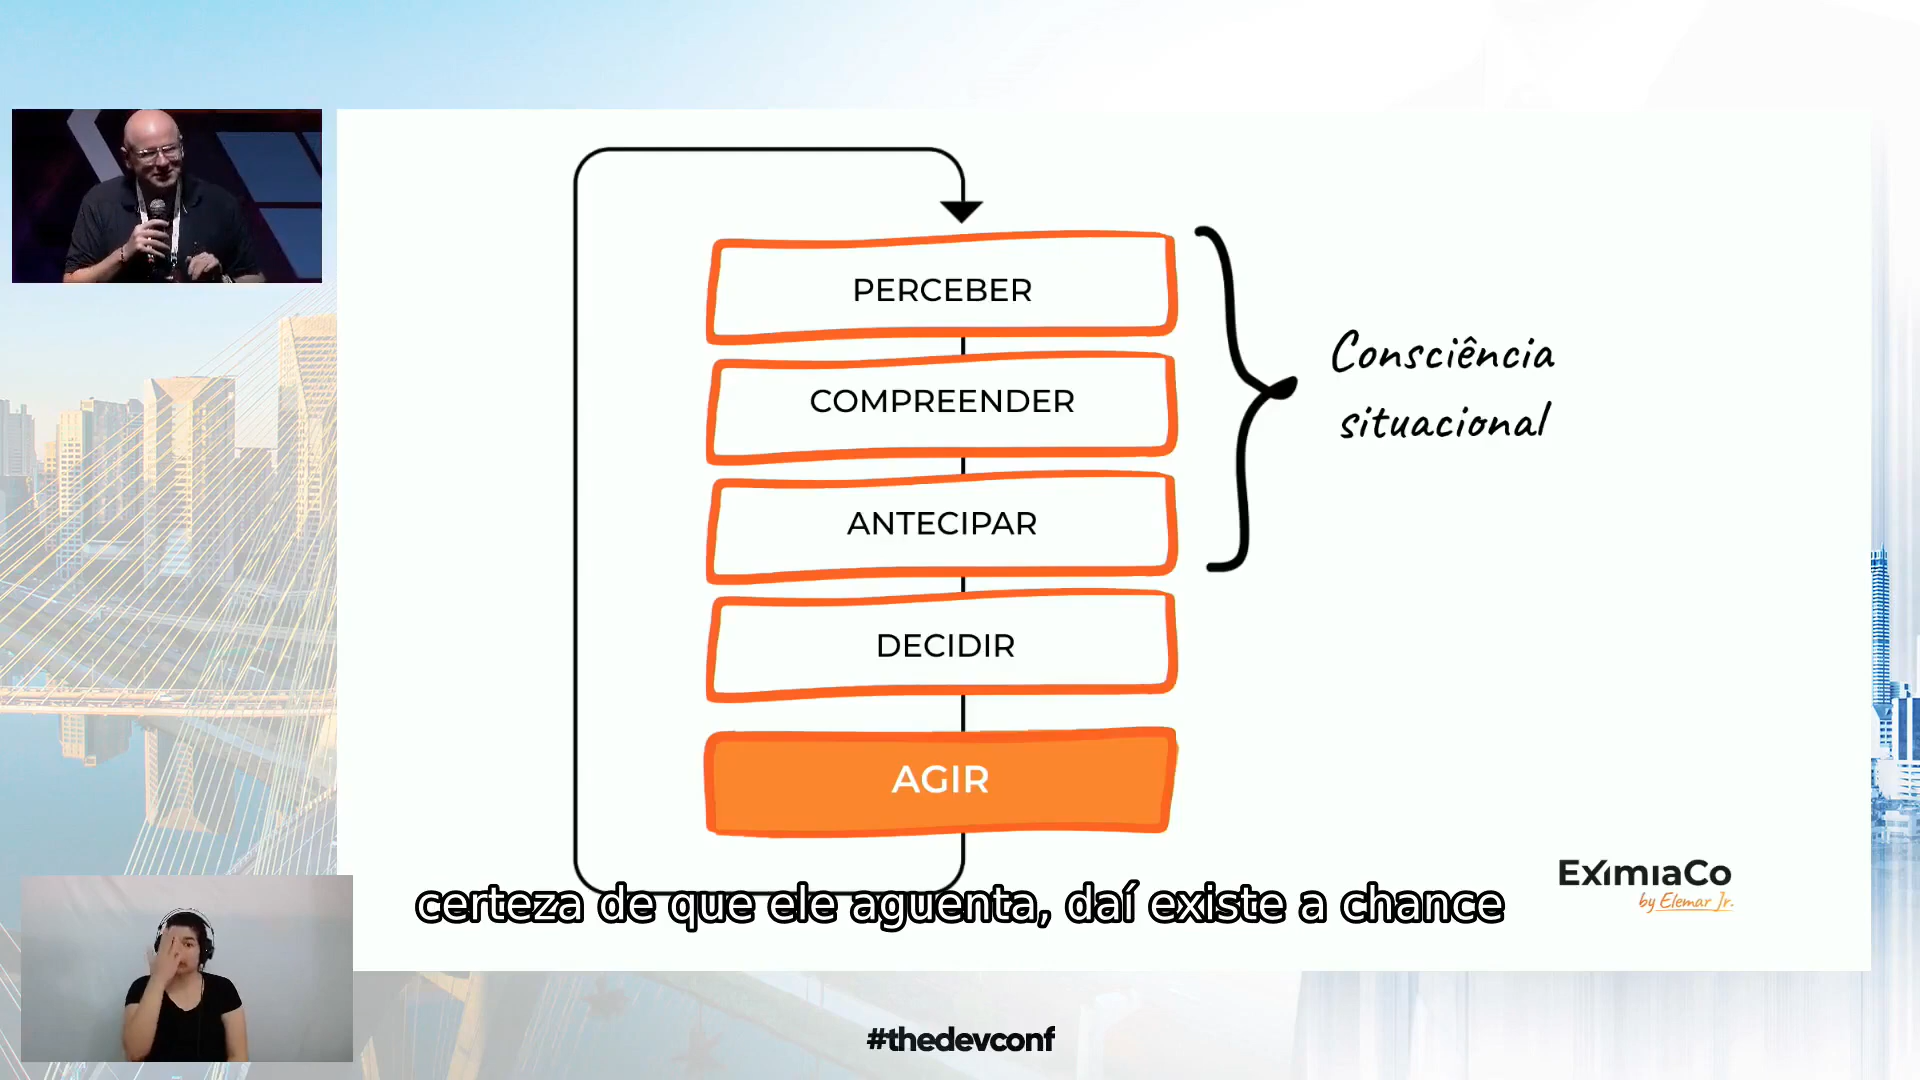 PERCEBER
COMPREENDER
ANTECIPAR
DECIDIR
AGIR
Consciência
situacional
EXIMIACO
by Elemar Jr.
certeza de que ele aguenta, daí existe a chance
#thedevconf